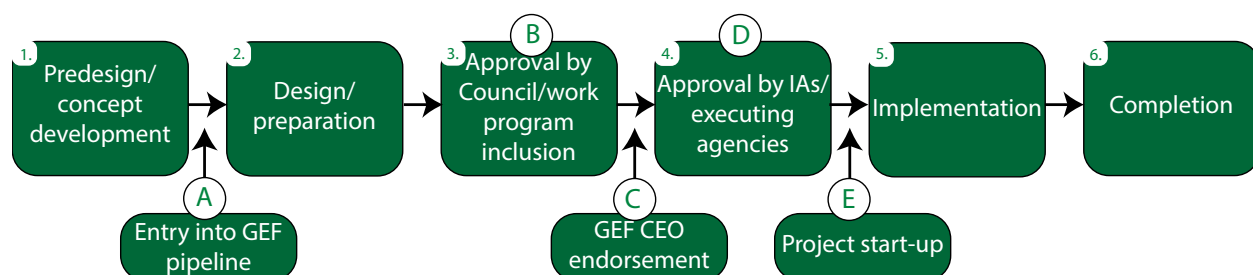 1.
Predesign/
concept
development
2.
Design/
preparation
B
3.
Approval by
Council/work
program
inclusion
D
4.
Approval by IAs/
executing
agencies
5.
Implementation
6.
Completion
A
Entry into GEF
pipeline
C
GEF CEO
endorsement
E
Project start-up